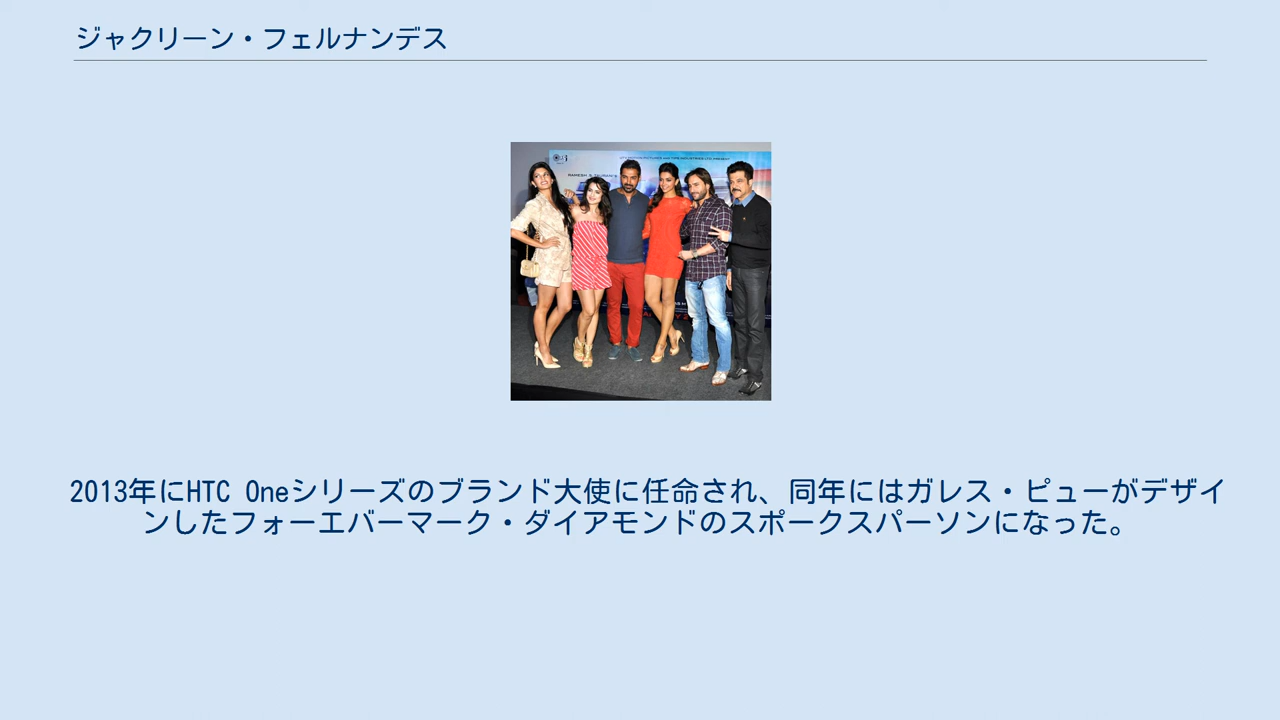 ジャクリーン・フェルナンデス
RAMESH S TAURANI'S
2013年にHTC Oneシリーズのブランド大使に任命され、同年にはガレス・ピューがデザイ
ンしたフォーエバーマーク・ダイアモンドのスポークスパーソンになった。